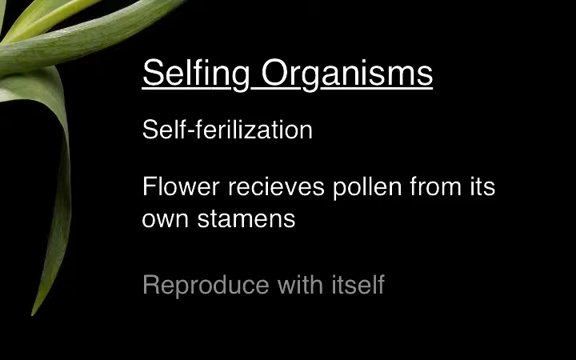 Selfing Organisms
Self-ferilization
Flower recieves pollen from its
own stamens
Reproduce with itself